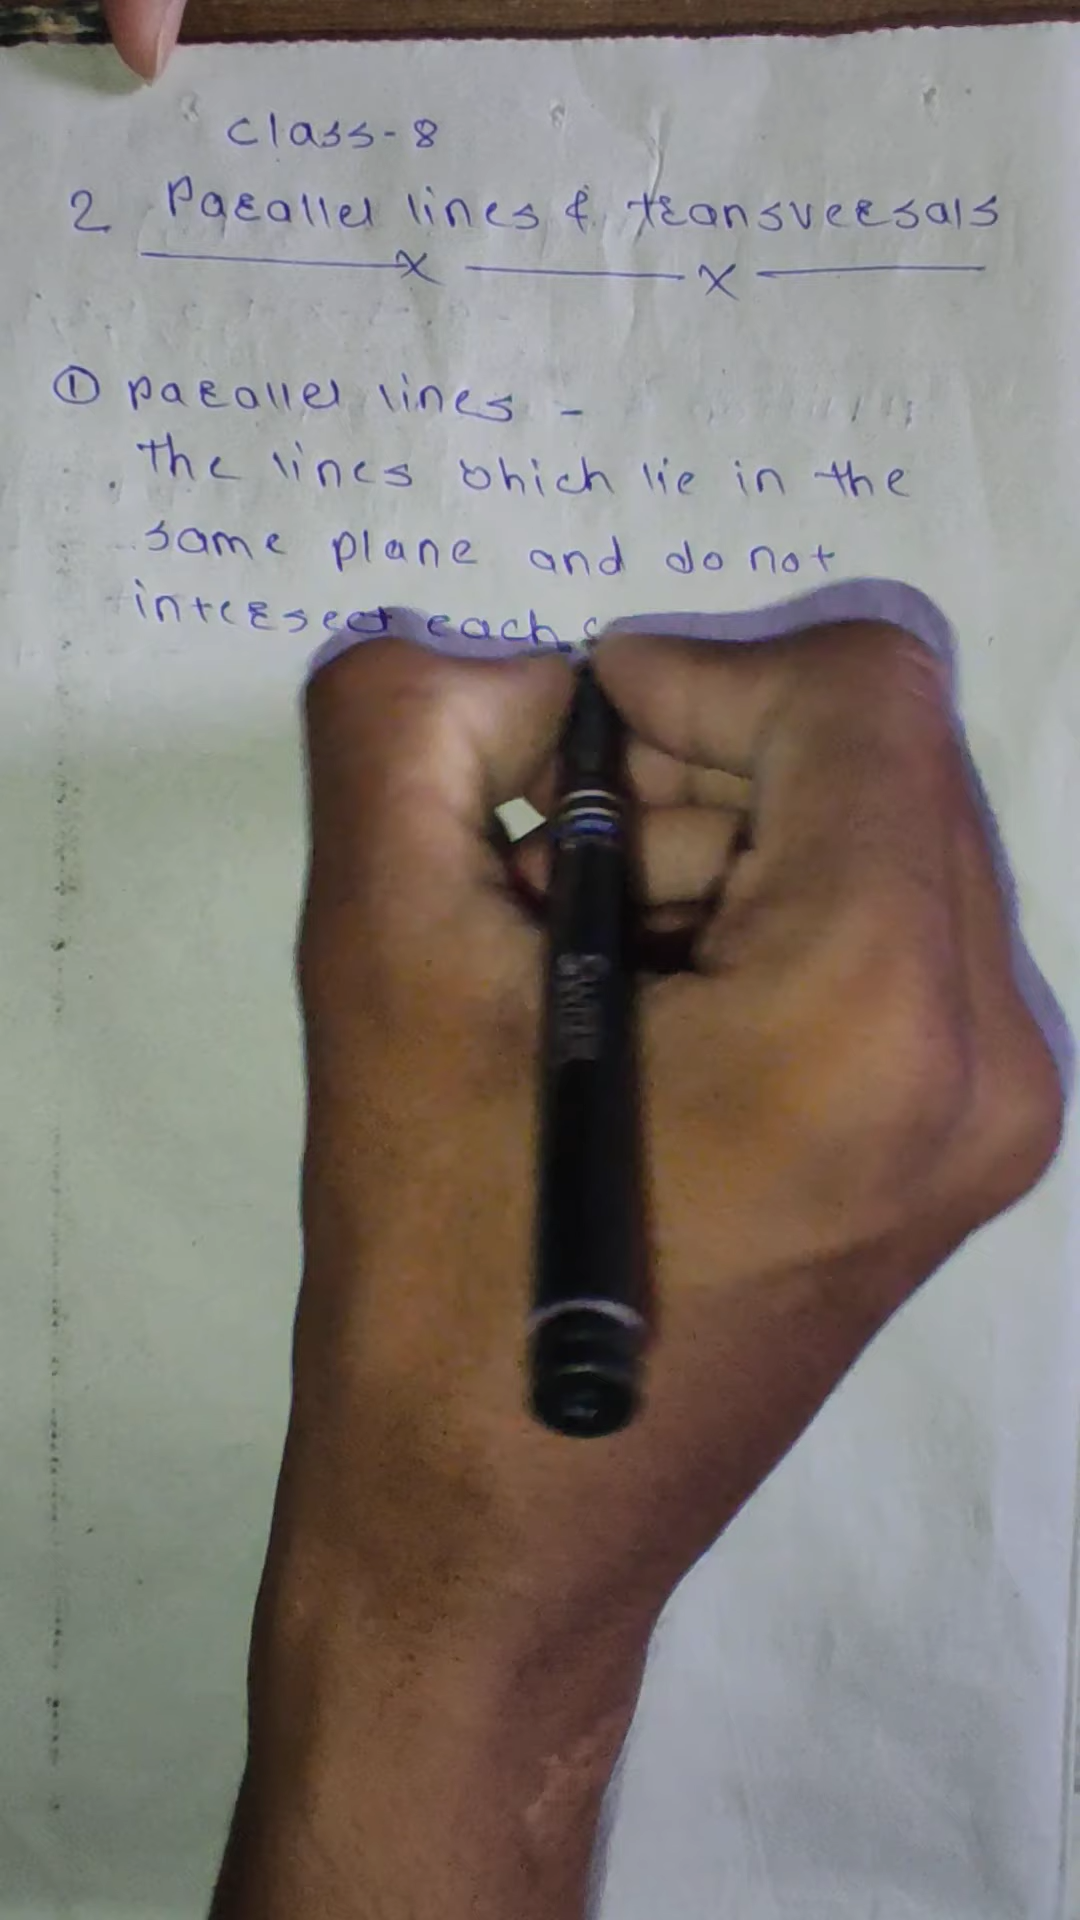 Class-8
2 Parallel lines & transversals
① parallel lines -
The lines which lie in the
same plane and do not
intersect each